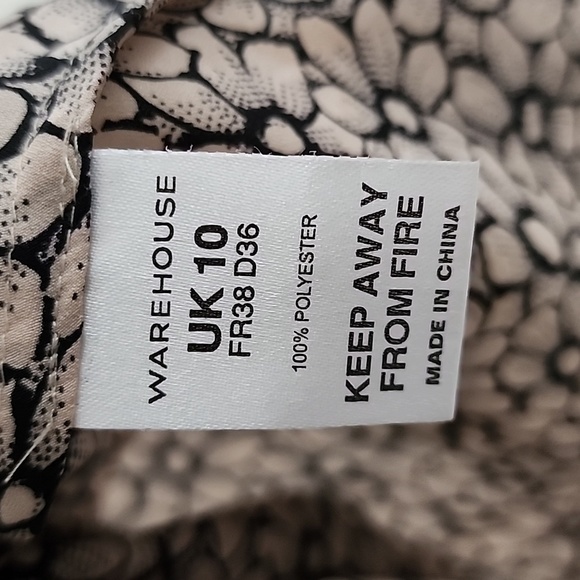 WAREHOUSE
UK 10
FR38 D36
100% POLYESTER
KEEP AWAY
FROM FIRE
MADE IN CHINA